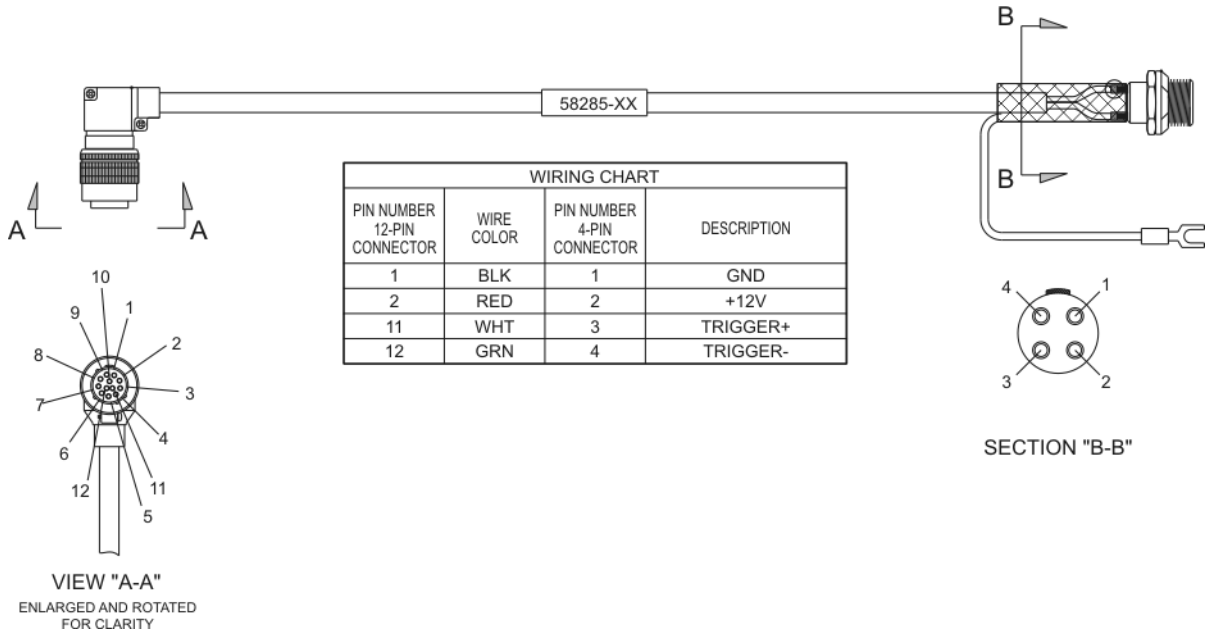 B
58285-XX
B
A
A
WIRING CHART
PIN NUMBER
12-PIN
CONNECTOR
WIRE
COLOR
PIN NUMBER
4-PIN
CONNECTOR
DESCRIPTION
1 BLK 1 GND
2 RED 2 +12V
11 WHT 3 TRIGGER+
12 GRN 4 TRIGGER-
10
9
1
8
2
7
3
6
4
12
11
5
VIEW "A-A"
ENLARGED AND ROTATED
FOR CLARITY
4
1
3
2
SECTION "B-B"